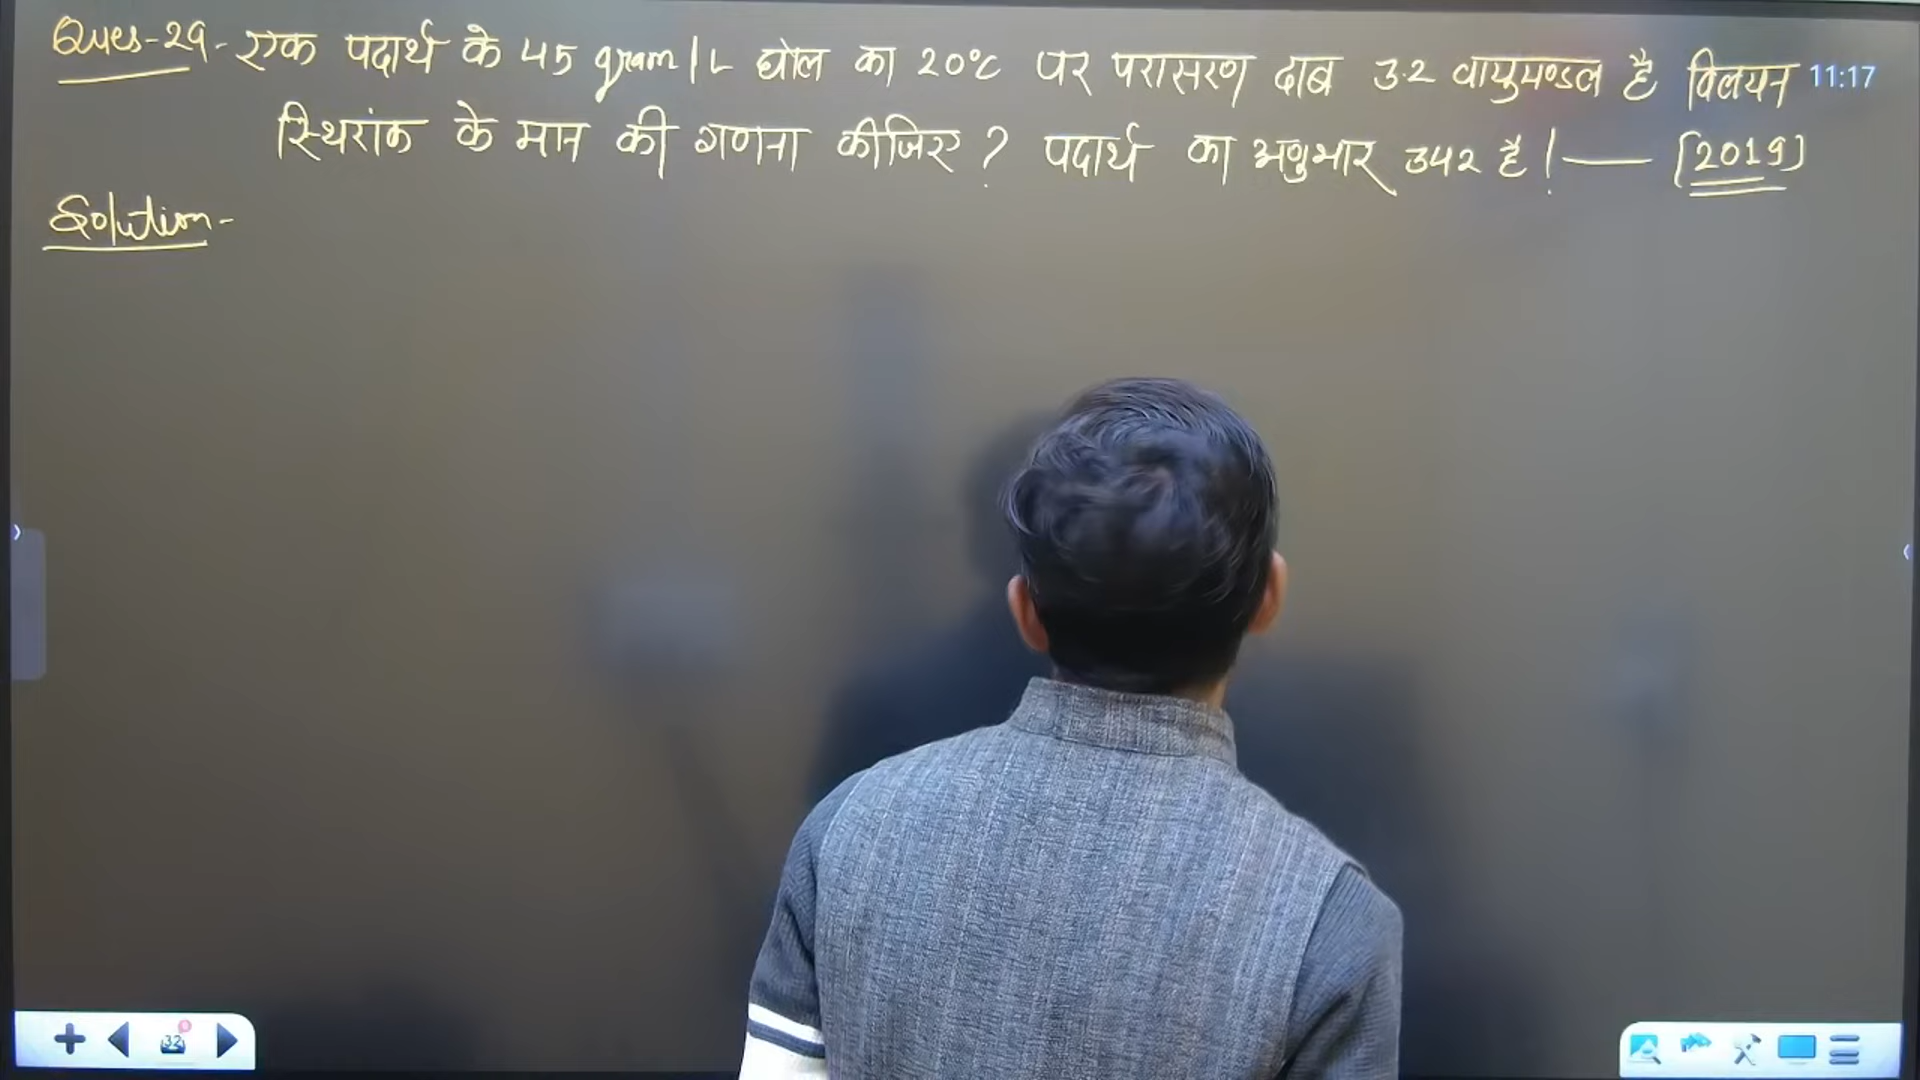 Ques-29- एक पदार्थ के 45 gram/L घोल का 20°C पर परासरण दाब 3.2 वायुमण्डल है विलयन
11:17
स्थिरांक के मान की गणना कीजिए ? पदार्थ का अणुभार 342 है ! — [2019]
Solution-
32